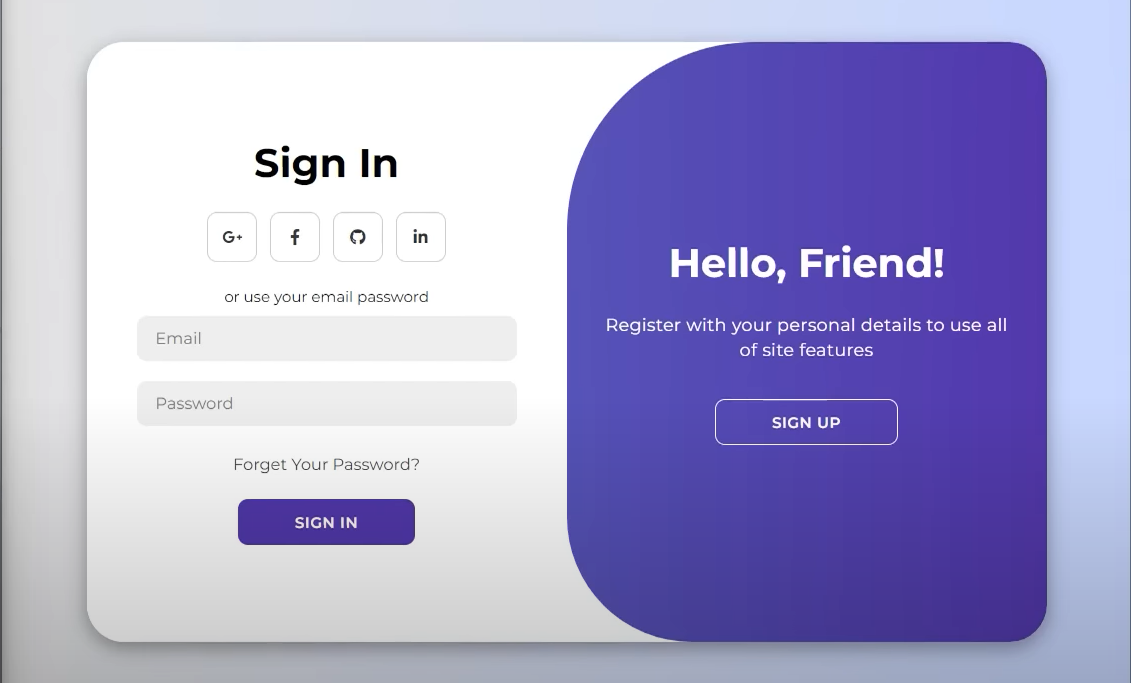 Sign In
G+
f
in
or use your email password
Email
Password
Forget Your Password?
SIGN IN
Hello, Friend!
Register with your personal details to use all
of site features
SIGN UP